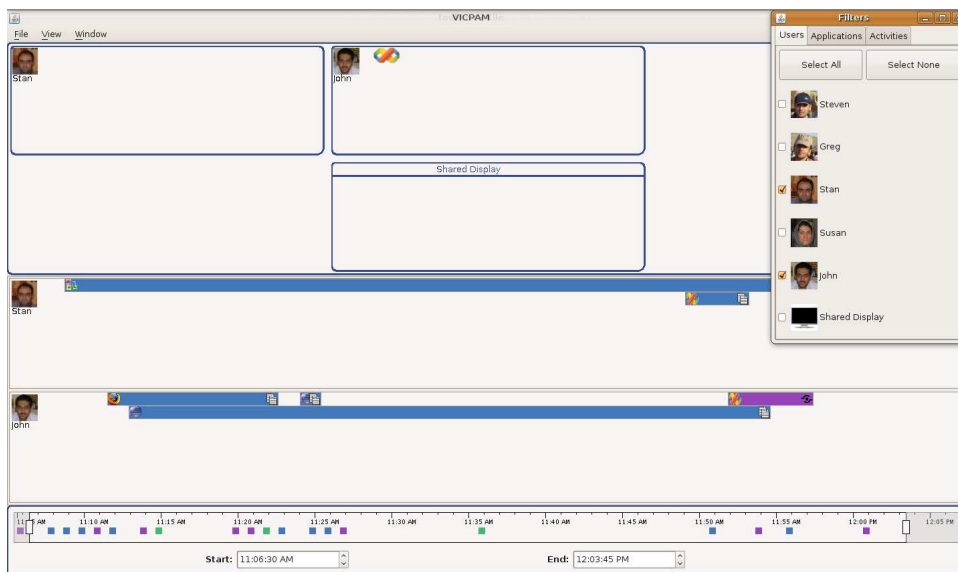 VICPAM
File View Window
Stan
John
Shared Display
Stan
John
Filters
Users Applications Activities
Select All Select None
Steven
Greg
Stan
Susan
John
Shared Display
11:10 AM 11:15 AM 11:20 AM 11:25 AM 11:30 AM 11:35 AM 11:40 AM 11:45 AM 11:50 AM 11:55 AM 12:00 PM 12:05 PM
Start: 11:06:30 AM End: 12:03:45 PM